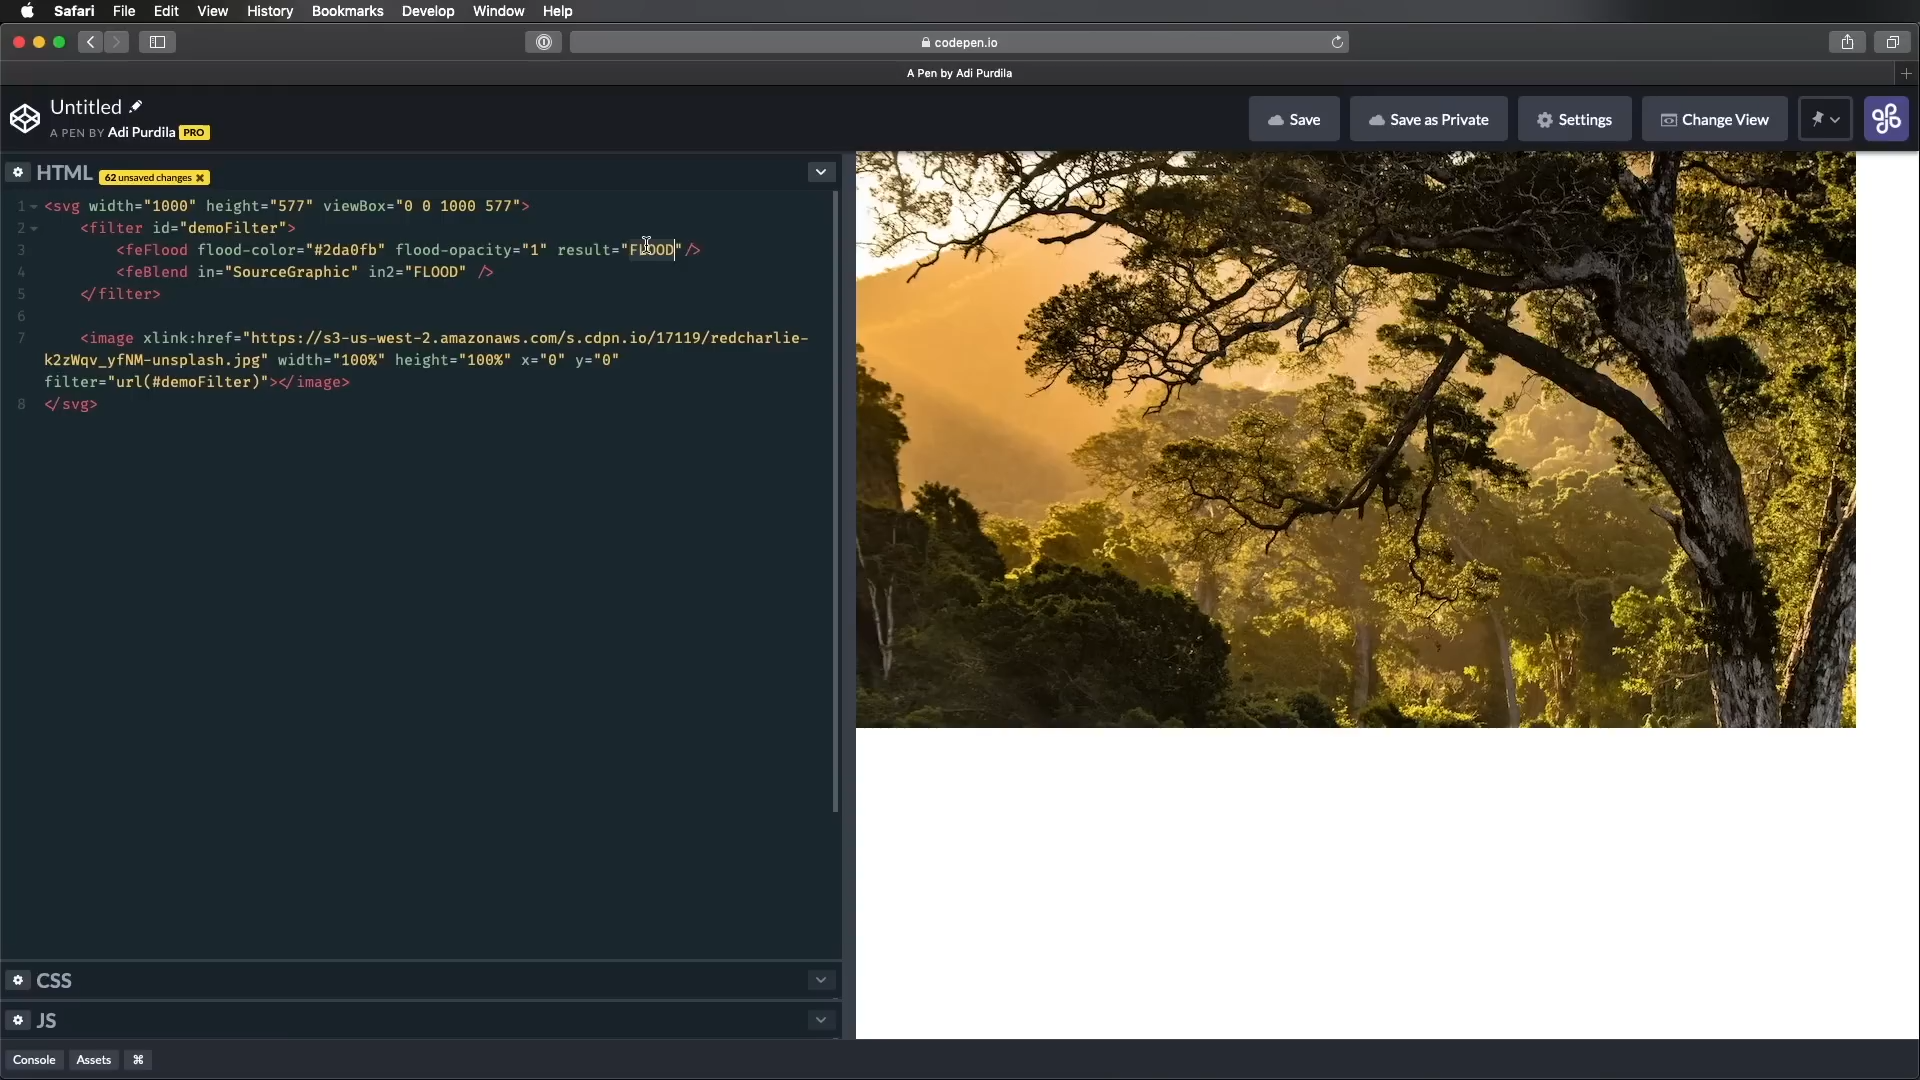 Safari File Edit View History Bookmarks Develop Window Help
codepen.io
A Pen by Adi Purdila
Untitled
A PEN BY Adi Purdila PRO
Save
Save as Private
Settings
Change View
HTML 62 unsaved changes x
1 <svg width="1000" height="577" viewBox="0 0 1000 577">
2 <filter id="demoFilter">
3 <feFlood flood-color="#2da0fb" flood-opacity="1" result="FLOOD" />
4 <feBlend in="SourceGraphic" in2="FLOOD" />
5 </filter>
6
7 <image xlink:href="https://s3-us-west-2.amazonaws.com/s.cdpn.io/17119/redcharlie-
k2zWqv_yfNM-unsplash.jpg" width="100%" height="100%" x="0" y="0"
filter="url(#demoFilter)"></image>
8 </svg>
CSS
JS
Console Assets ⌘